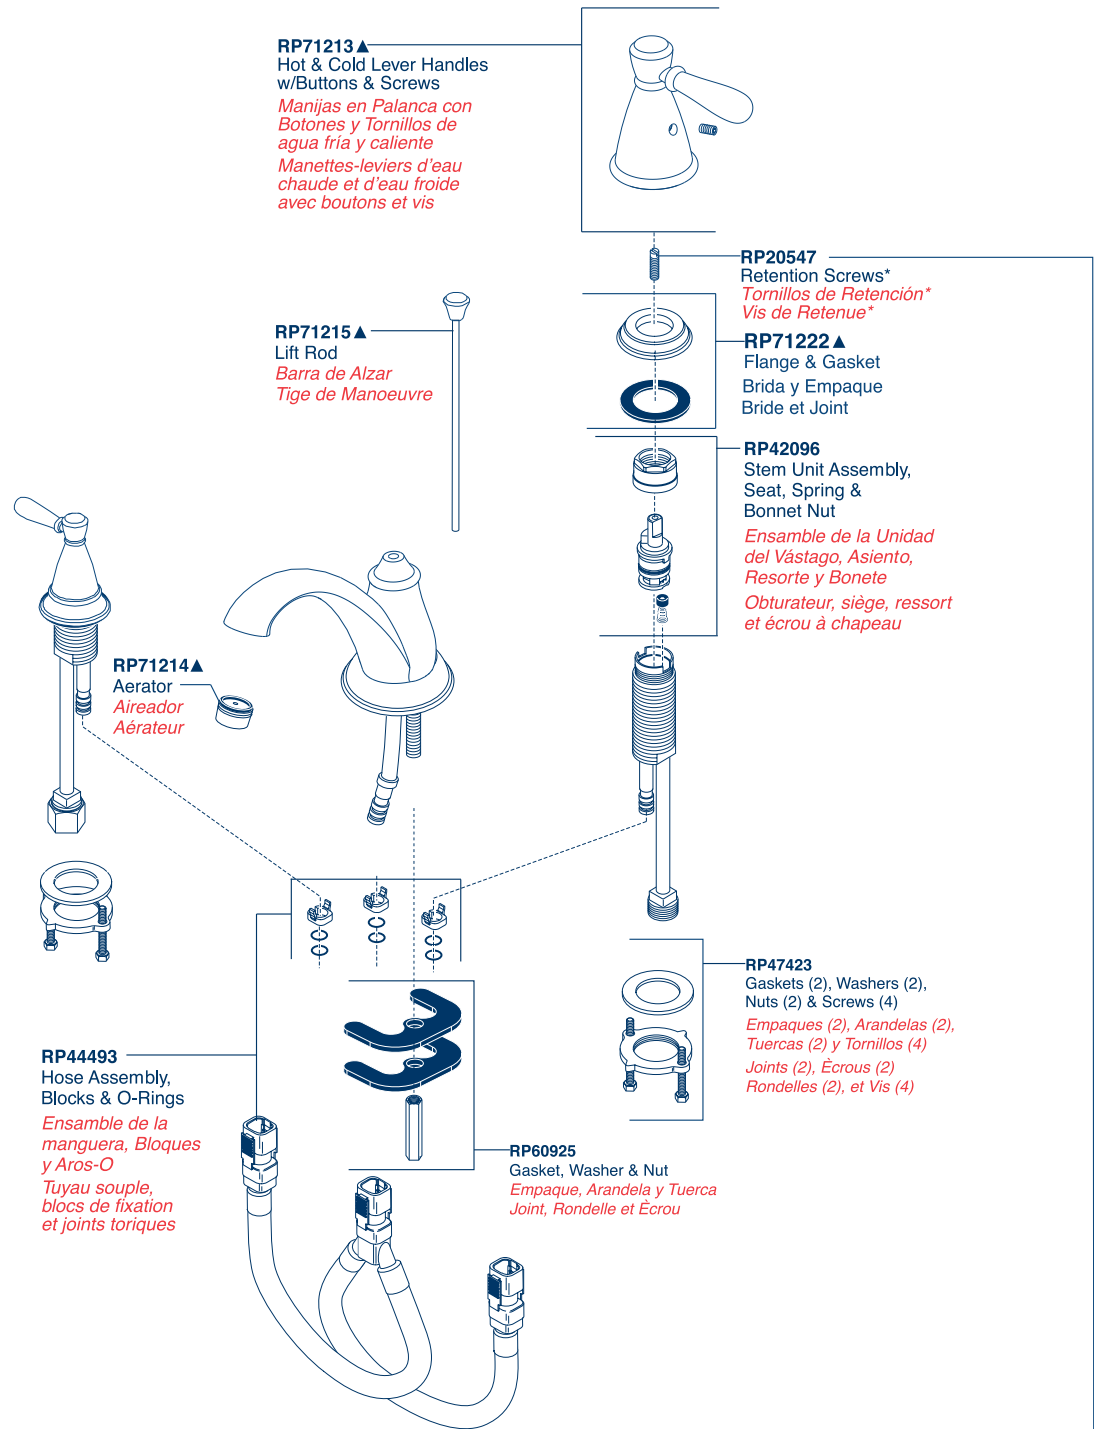 RP71213▲
Hot & Cold Lever Handles
w/Buttons & Screws
Manijas en Palanca con
Botones y Tornillos de
agua fría y caliente
Manettes-leviers d'eau
chaude et d'eau froide
avec boutons et vis
RP20547
Retention Screws*
Tornillos de Retención*
Vis de Retenue*
RP71215▲
Lift Rod
Barra de Alzar
Tige de Manoeuvre
RP71222▲
Flange & Gasket
Brida y Empaque
Bride et Joint
RP42096
Stem Unit Assembly,
Seat, Spring &
Bonnet Nut
Ensamble de la Unidad
del Vástago, Asiento,
Resorte y Bonete
Obturateur, siège, ressort
et écrou à chapeau
RP71214▲
Aerator
Aireador
Aérateur
RP47423
Gaskets (2), Washers (2),
Nuts (2) & Screws (4)
Empaques (2), Arandelas (2),
Tuercas (2) y Tornillos (4)
Joints (2), Ècrous (2)
Rondelles (2), et Vis (4)
RP44493
Hose Assembly,
Blocks & O-Rings
Ensamble de la
manguera, Bloques
y Aros-O
Tuyau souple,
blocs de fixation
et joints toriques
RP60925
Gasket, Washer & Nut
Empaque, Arandela y Tuerca
Joint, Rondelle et Ècrou